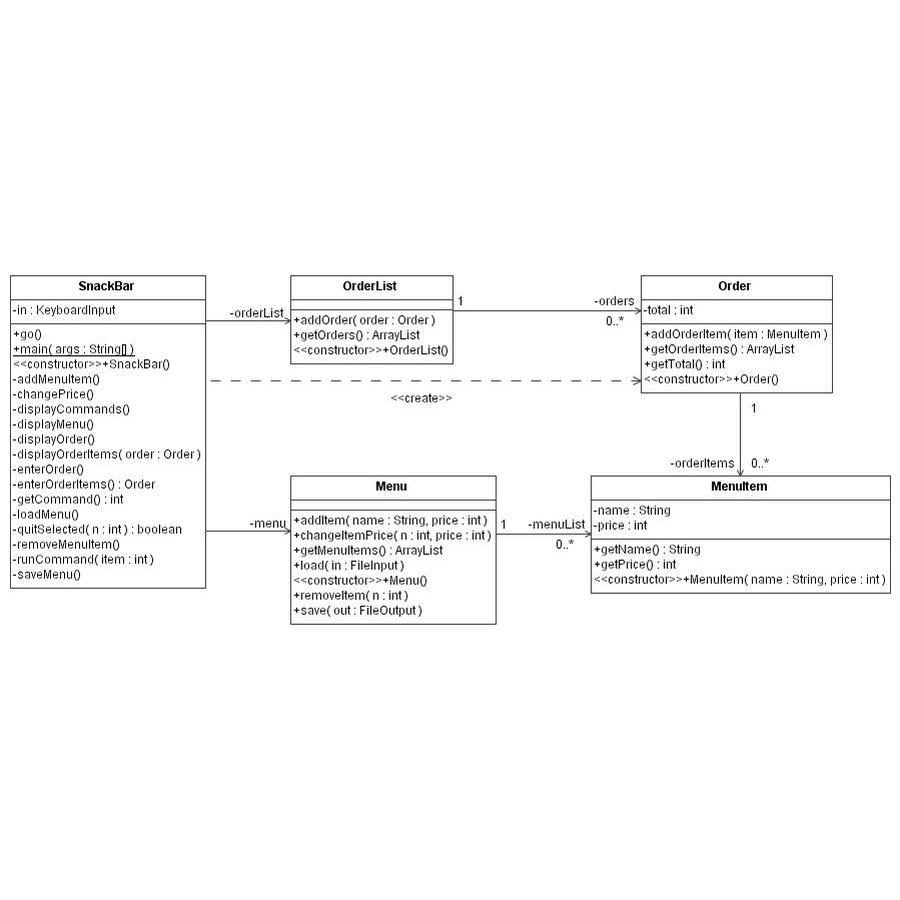 SnackBar
-in : KeyboardInput
+go()
+main( args : String[] )
<<constructor>>+SnackBar()
-addMenuItem()
-changePrice()
-displayCommands()
-displayMenu()
-displayOrder()
-displayOrderItems( order : Order )
-enterOrder()
-enterOrderItems() : Order
-getCommand() : int
-loadMenu()
-quitSelected( n : int ) : boolean
-removeMenuItem()
-runCommand( item : int )
-saveMenu()
-orderList
OrderList
+addOrder( order : Order )
+getOrders() : ArrayList
<<constructor>>+OrderList()
1
-orders
0..*
Order
-total : int
+addOrderItem( item : MenuItem )
+getOrderItems() : ArrayList
+getTotal() : int
<<constructor>>+Order()
<<create>>
1
-orderItems
0..*
-menu
Menu
+addItem( name : String, price : int )
+changeItemPrice( n : int, price : int )
+getMenuItems() : ArrayList
+load( in : FileInput )
<<constructor>>+Menu()
+removeItem( n : int )
+save( out : FileOutput )
1
-menuList
0..*
MenuItem
-name : String
-price : int
+getName() : String
+getPrice() : int
<<constructor>>+MenuItem( name : String, price : int )